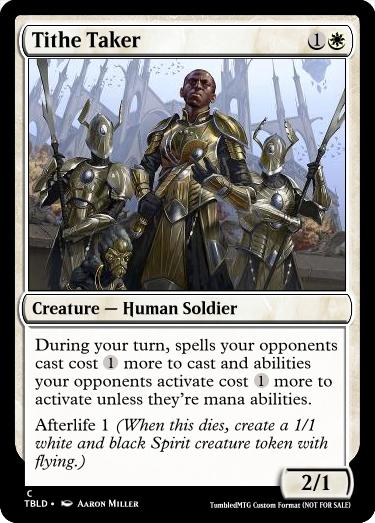 Tithe Taker 1
Creature — Human Soldier
During your turn, spells your opponents
cast cost 1 more to cast and abilities
your opponents activate cost 1 more to
activate unless they're mana abilities.
Afterlife 1 (When this dies, create a 1/1
white and black Spirit creature token with
flying.)
2/1
C
TBLD • Aaron Miller
TumbledMTG Custom Format (NOT FOR SALE)